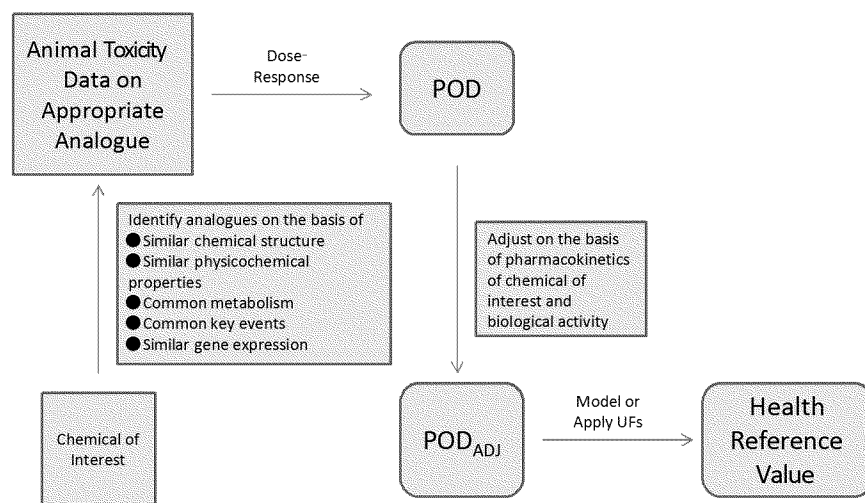 Animal Toxicity
Data on
Appropriate
Analogue
Dose-
Response
POD
Identify analogues on the basis of
●Similar chemical structure
●Similar physicochemical
properties
●Common metabolism
●Common key events
●Similar gene expression
Adjust on the basis
of pharmacokinetics
of chemical of
interest and
biological activity
Chemical of
Interest
POD_ADJ
Model or
Apply UFs
Health
Reference
Value